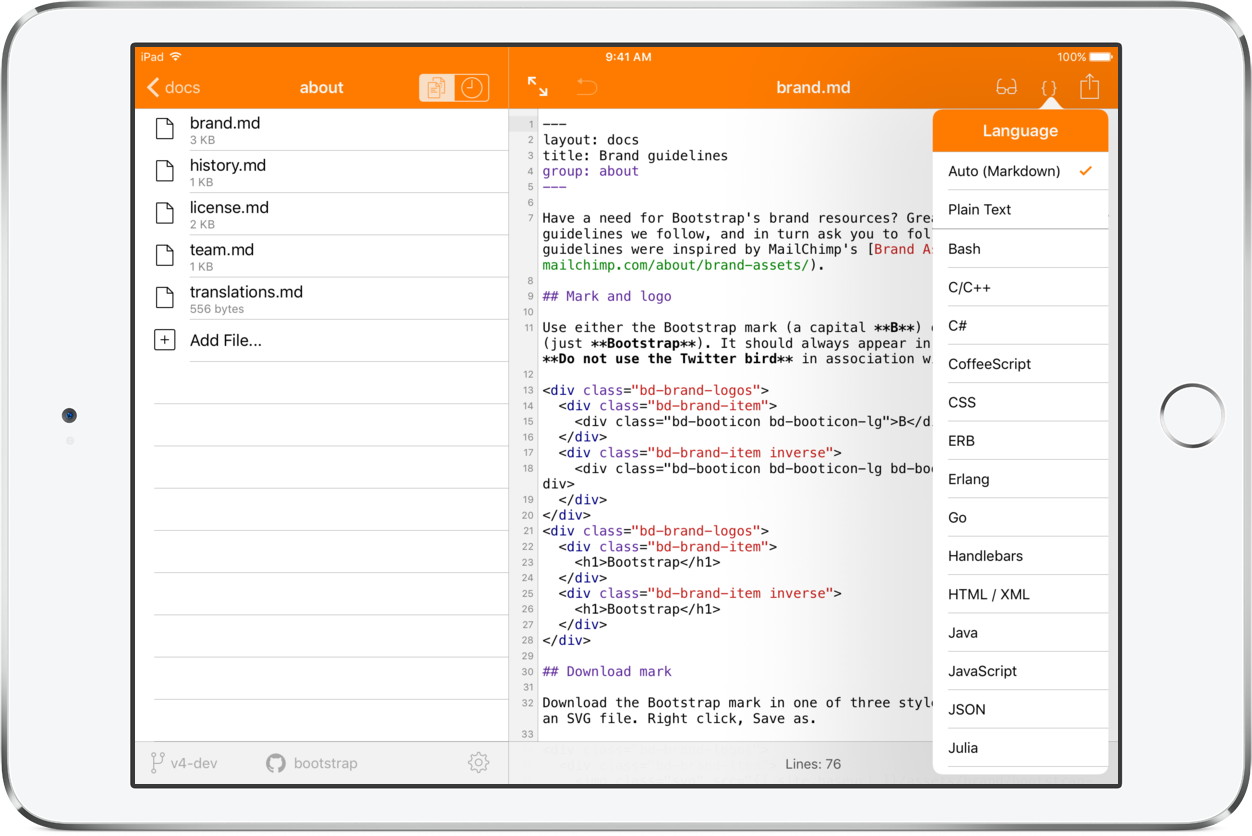 iPad
9:41 AM
100%
docs
about
brand.md
{}
brand.md
3 KB
history.md
1 KB
license.md
2 KB
team.md
1 KB
translations.md
556 bytes
Add File...
v4-dev
bootstrap
1 ---
2 layout: docs
3 title: Brand guidelines
4 group: about
5 ---
6
7 Have a need for Bootstrap's brand resources? Grea
guidelines we follow, and in turn ask you to fol
guidelines were inspired by MailChimp's [Brand As
mailchimp.com/about/brand-assets/).
8
9 ## Mark and logo
10
11 Use either the Bootstrap mark (a capital **B**)
(just **Bootstrap**). It should always appear in
**Do not use the Twitter bird** in association w
12
13 <div class="bd-brand-logos">
14 <div class="bd-brand-item">
15 <div class="bd-booticon bd-booticon-lg">B</di
16 </div>
17 <div class="bd-brand-item inverse">
18 <div class="bd-booticon bd-booticon-lg bd-boo
div>
19 </div>
20 </div>
21 <div class="bd-brand-logos">
22 <div class="bd-brand-item">
23 <h1>Bootstrap</h1>
24 </div>
25 <div class="bd-brand-item inverse">
26 <h1>Bootstrap</h1>
27 </div>
28 </div>
29
30 ## Download mark
31
32 Download the Bootstrap mark in one of three style
an SVG file. Right click, Save as.
33
Lines: 76
Language
Auto (Markdown)
Plain Text
Bash
C/C++
C#
CoffeeScript
CSS
ERB
Erlang
Go
Handlebars
HTML / XML
Java
JavaScript
JSON
Julia